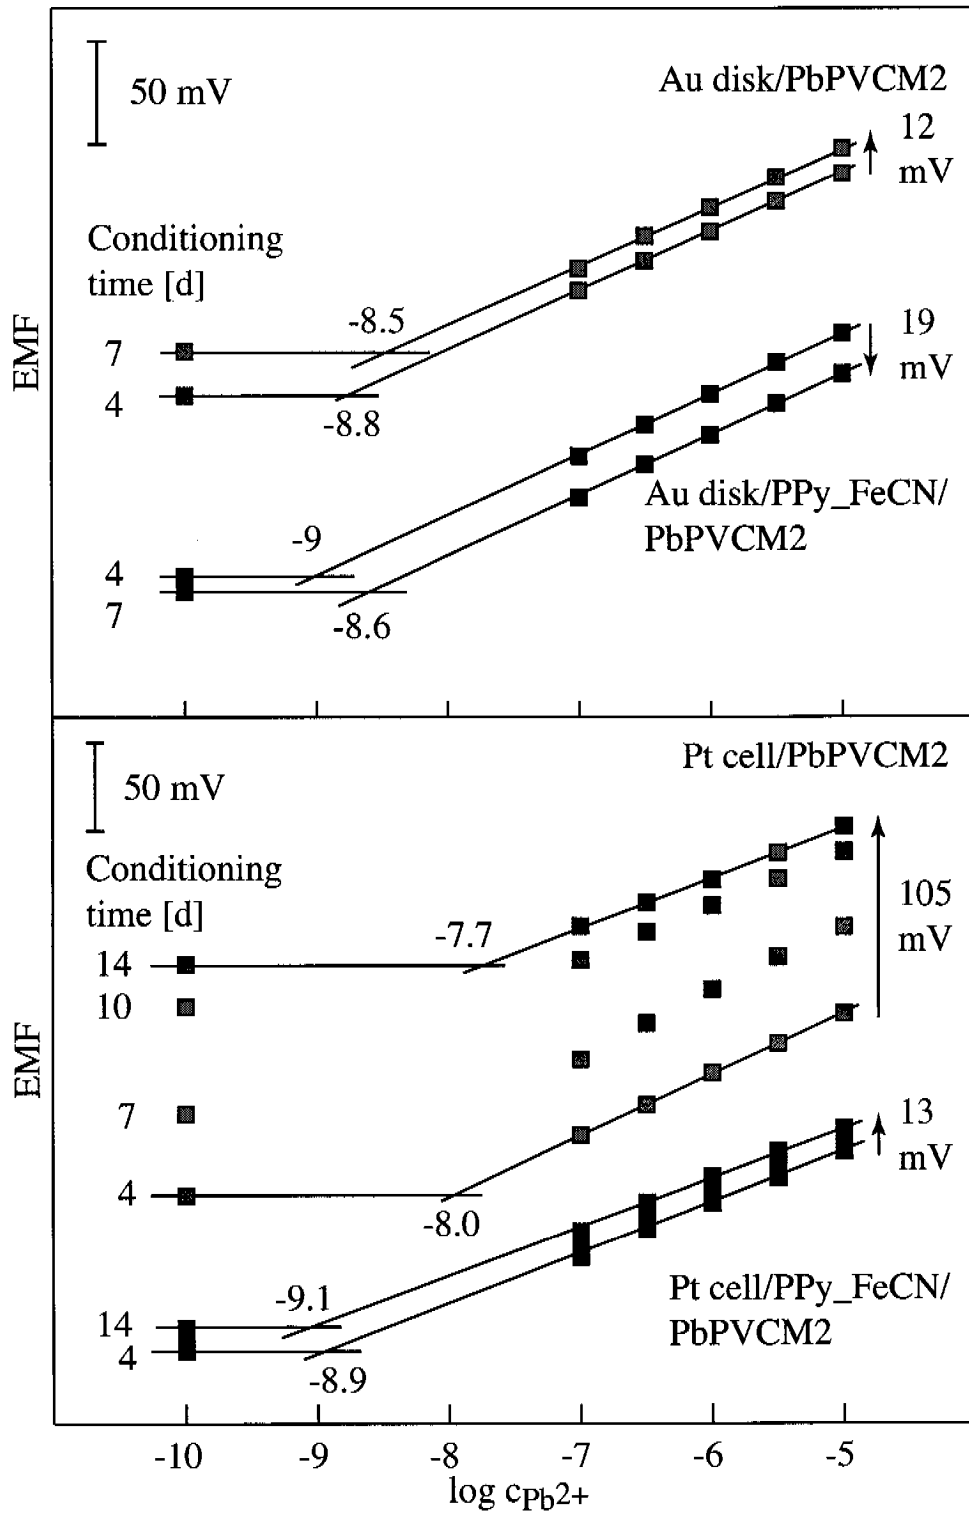 50 mV
Au disk/PbPVCM2
12
mV
Conditioning
time [d]
-8.5
7
4
-8.8
19
mV
EMF
Au disk/PPy_FeCN/
PbPVCM2
-9
4
7
-8.6
50 mV
Pt cell/PbPVCM2
Conditioning
time [d]
105
mV
-7.7
14
10
EMF
7
4
-8.0
13
mV
-9.1
14
4
-8.9
Pt cell/PPy_FeCN/
PbPVCM2
-10 -9 -8 -7 -6 -5
log cPb2+